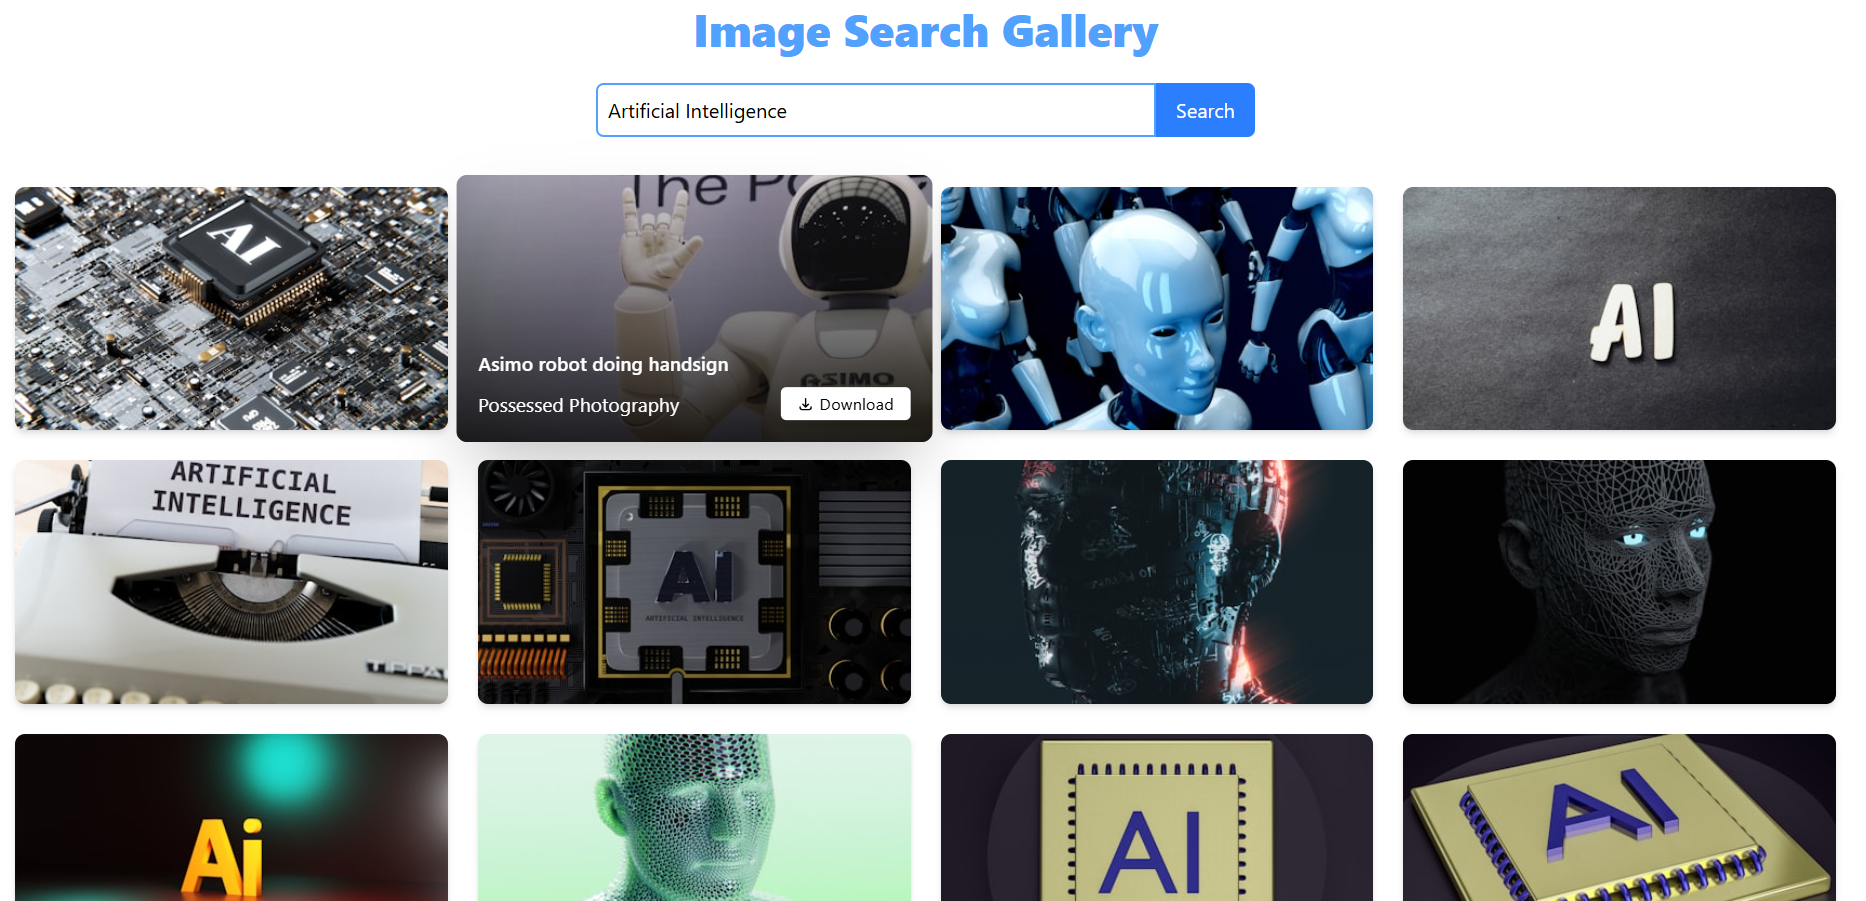 Image Search Gallery
Artificial Intelligence
Search
AI
The Po
ASIMO
Asimo robot doing handsign
Possessed Photography
Download
AI
ARTIFICIAL
INTELLIGENCE
TIPPA
AI
ARTIFICIAL INTELLIGENCE
Ai
AI
AI